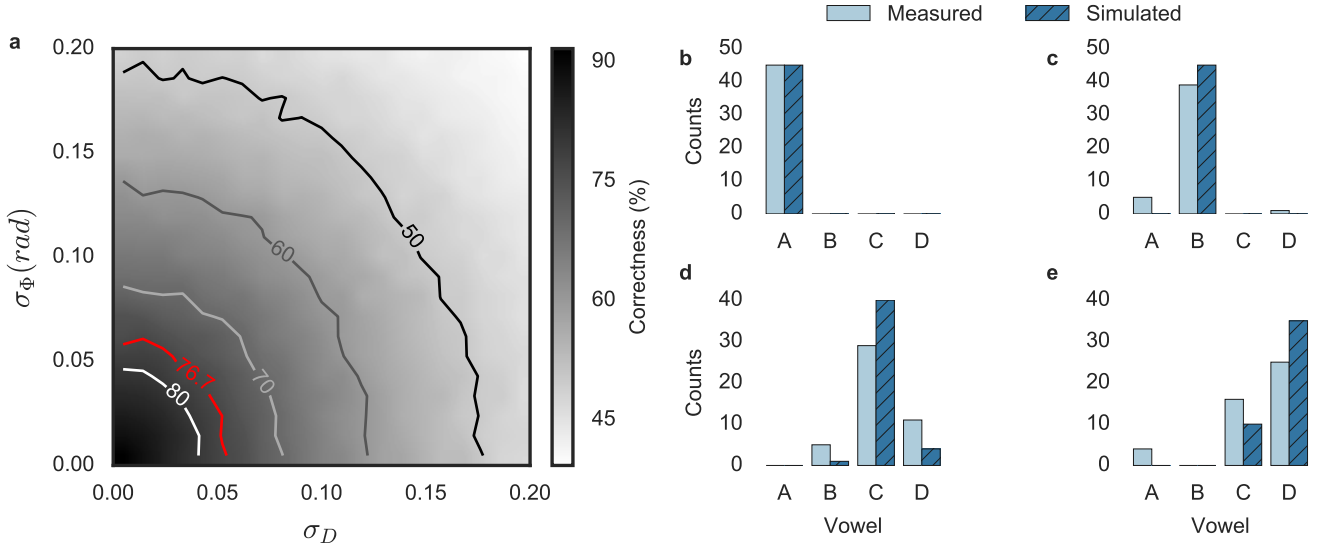 Measured Simulated
a
0.20
0.15
0.10
0.05
0.00
σΦ (rad)
0.00 0.05 0.10 0.15 0.20
σD
50
60
70
76.7
80
90
75
60
45
Correctness (%)
b
50
40
30
20
10
0
Counts
A B C D
c
50
40
30
20
10
0
A B C D
d
40
30
20
10
0
Counts
A B C D
Vowel
e
40
30
20
10
0
A B C D
Vowel